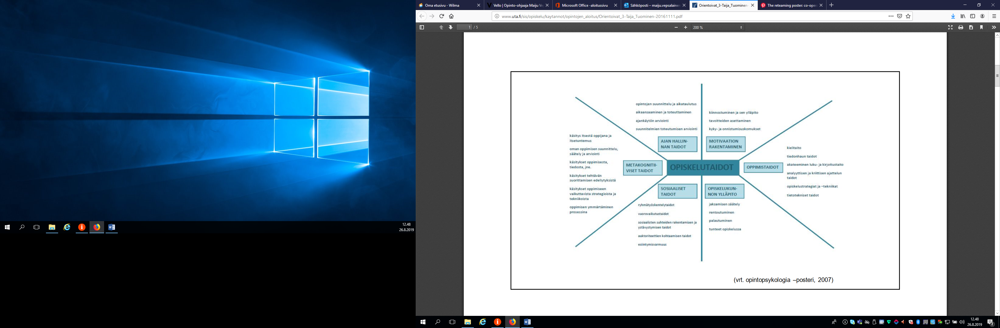 12.48
26.8.2019
Oma etusivu - Wilma
Vello | Opinto-ohjaaja Maiju Ve
Microsoft Office -aloitussivu
Sähköposti – maiju.vepsalainen
Orientoivat_3-Taija_Tuominen-
The reteaming poster: co-oper
www.uta.fi/sis/opiskelu/kaytannot/opintojen_aloitus/Orientoivat_3-Taija_Tuominen-20161111.pdf
1 / 5
200 %
opintojen suunnittelu ja aikataulutus
aikaansaaminen ja toteuttaminen
ajankäytön arviointi
suunnitelmien toteutumisen arviointi
AJAN HALLIN-
NAN TAIDOT
kiinnostuminen ja sen ylläpito
tavoitteiden asettaminen
kyky- ja onnistumisuskomukset
MOTIVAATION
RAKENTAMINEN
käsitys itsestä oppijana ja
itsetuntemus
oman oppimisen suunnittelu,
säätely ja arviointi
käsitykset oppimisesta,
tiedosta, jne.
käsitykset tehtävän
suorittamisen edellytyksistä
käsitykset oppimiseen
vaikuttavista strategioista ja
tekniikoista
oppimisen ymmärtäminen
prosessina
METAKOGNITII-
VISET TAIDOT
OPISKELUTAIDOT
OPPIMISTAIDOT
kielitaito
tiedonhaun taidot
akateeminen luku- ja kirjoitustaito
analyyttisen ja kriittisen ajattelun
taidot
opiskelustrategiat ja –tekniikat
tietotekniset taidot
SOSIAALISET
TAIDOT
ryhmätyöskentelytaidot
vuorovaikutustaidot
sosiaalisten suhteiden rakentamisen ja
ystävystymisen taidot
auktoriteettien kohtaamisen taidot
esiintymisvarmuus
OPISKELUKUN-
NON YLLÄPITO
jaksamisen säätely
rentoutuminen
palautuminen
tunteet opiskelussa
(vrt. opintopsykologia –posteri, 2007)
12.48
26.8.2019
2